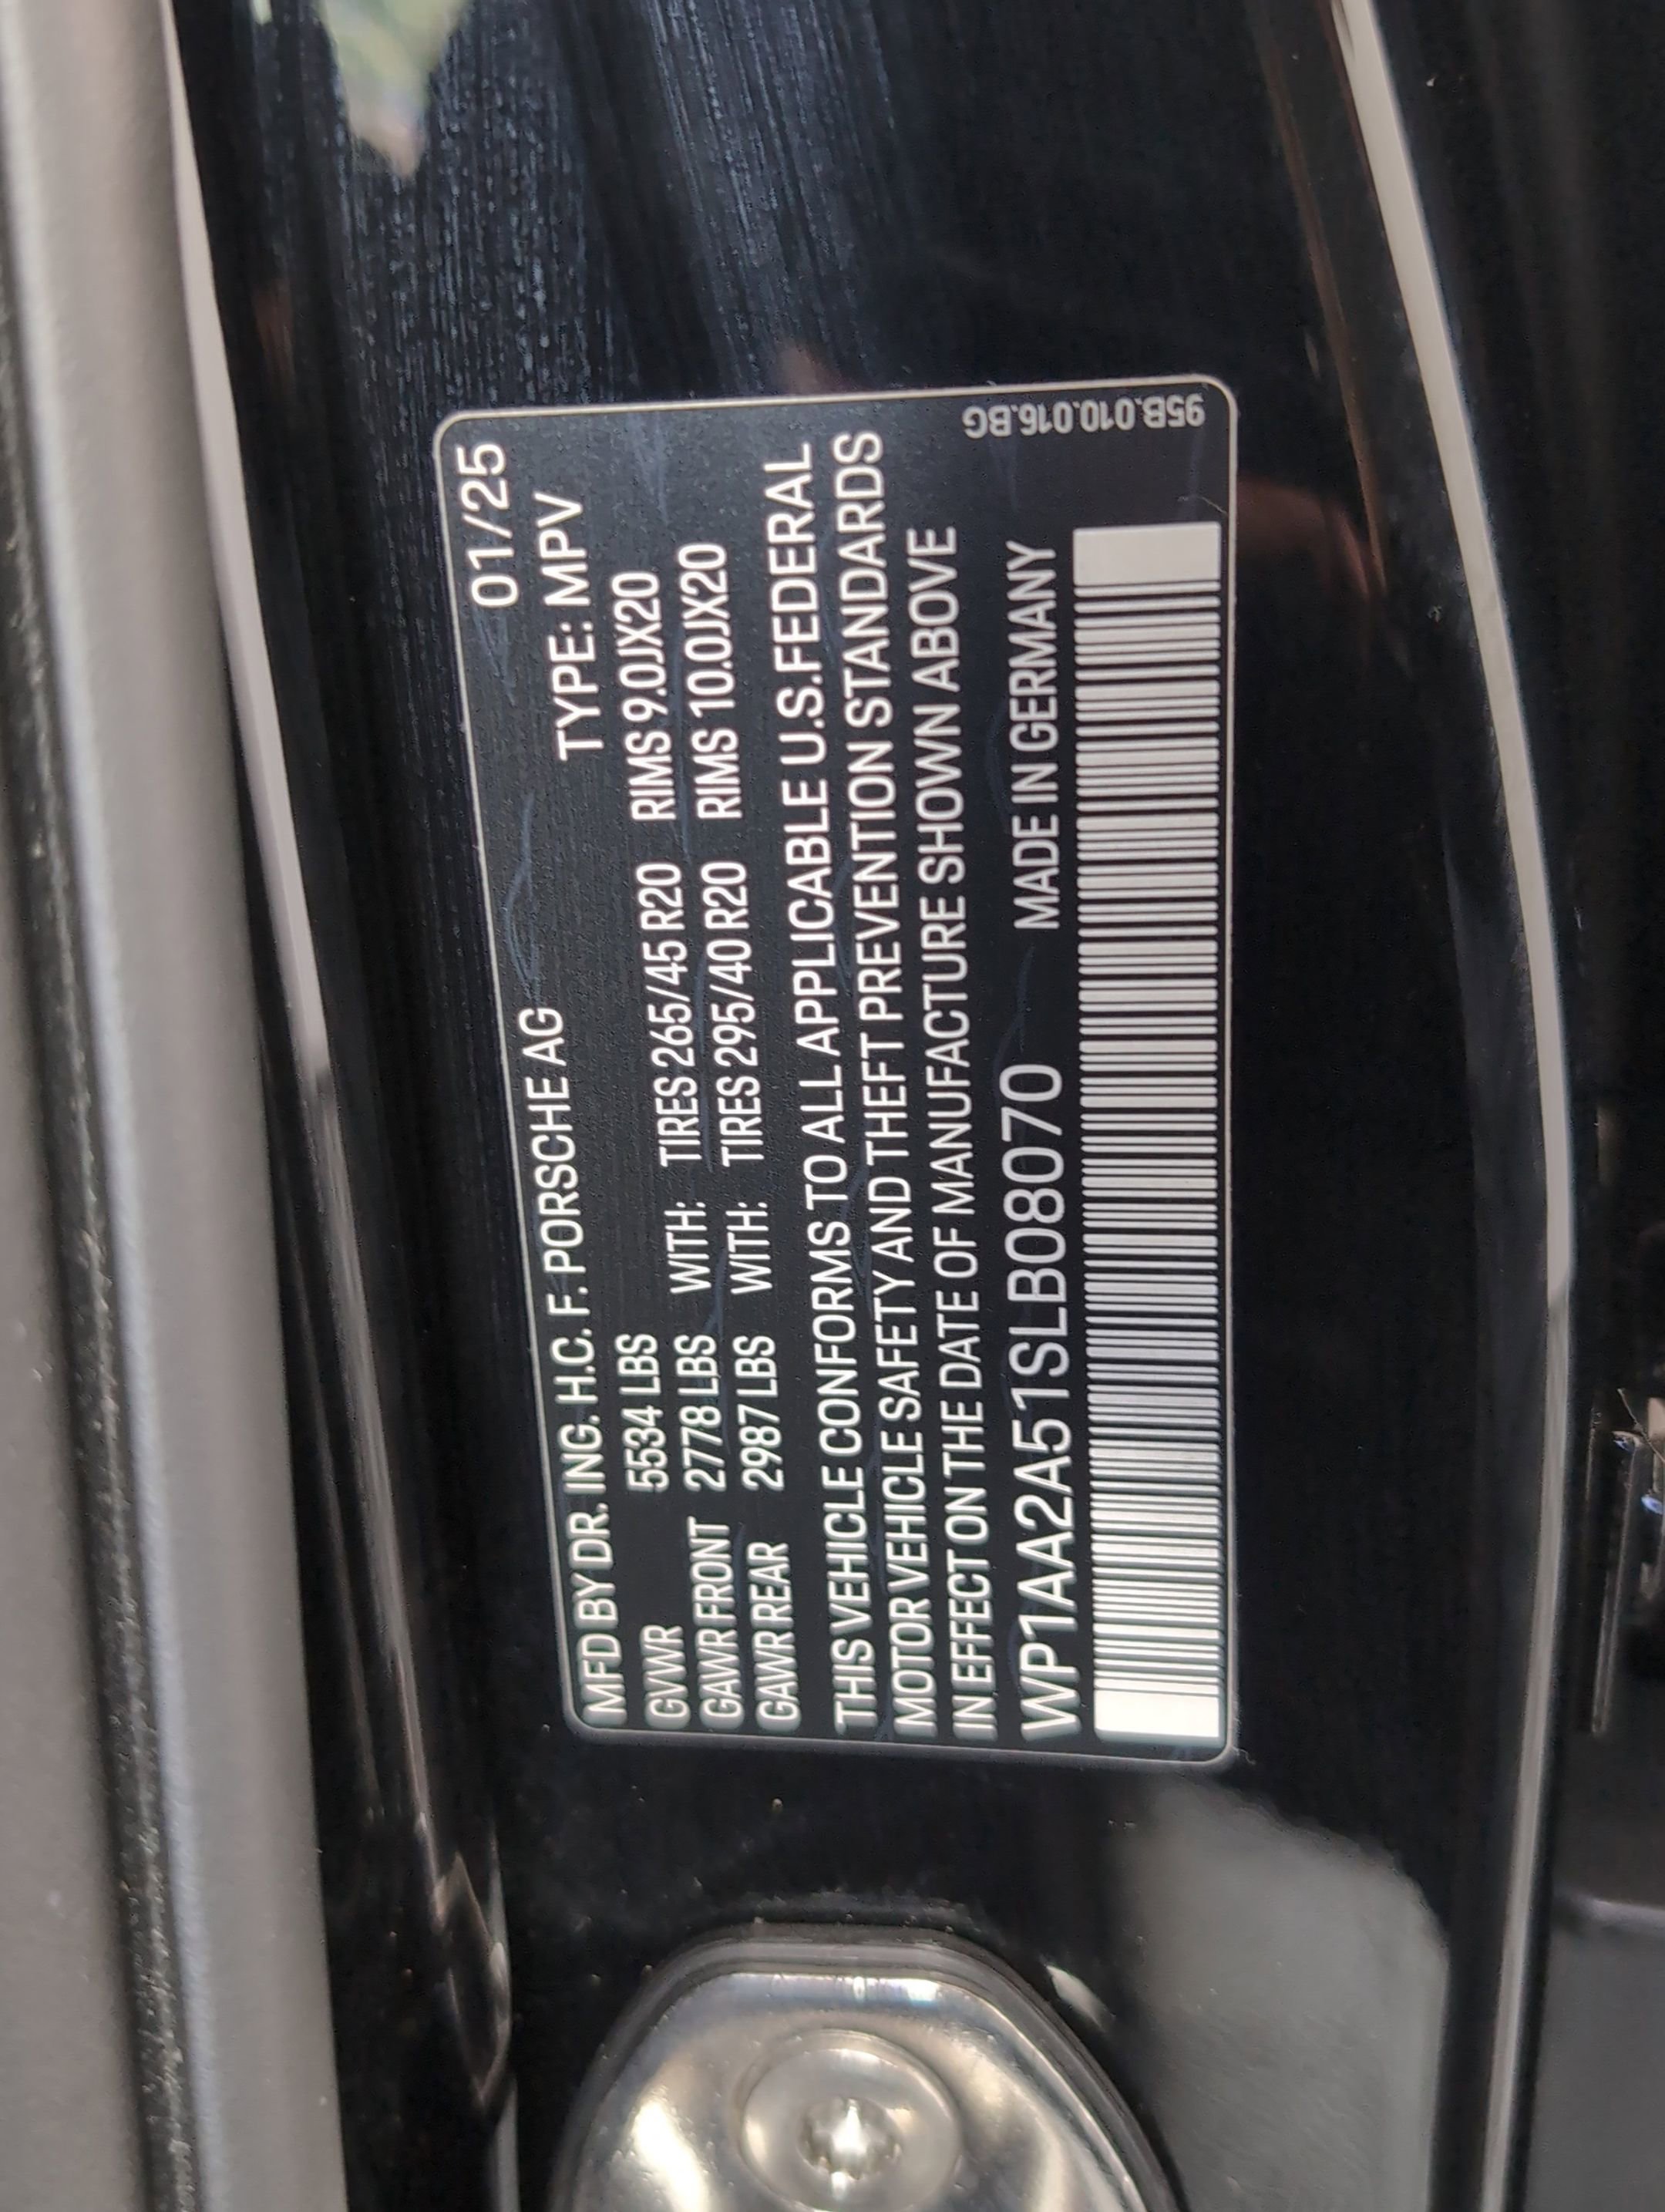 MFD BY DR. ING. H.C. F. PORSCHE AG 01/25
TYPE: MPV
GVWR 5534 LBS
GAWR FRONT 2778 LBS WITH: TIRES 265/45 R20 RIMS 9.0JX20
GAWR REAR 2987 LBS WITH: TIRES 295/40 R20 RIMS 10.0JX20
THIS VEHICLE CONFORMS TO ALL APPLICABLE U.S.FEDERAL
MOTOR VEHICLE SAFETY AND THEFT PREVENTION STANDARDS
IN EFFECT ON THE DATE OF MANUFACTURE SHOWN ABOVE
WP1AA2A51SLB08070 MADE IN GERMANY
95B.010.016.BG